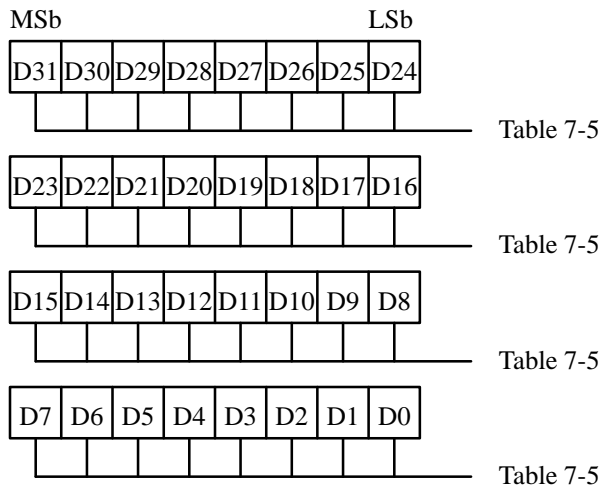 MSb LSb
D31 D30 D29 D28 D27 D26 D25 D24
Table 7-5
D23 D22 D21 D20 D19 D18 D17 D16
Table 7-5
D15 D14 D13 D12 D11 D10 D9 D8
Table 7-5
D7 D6 D5 D4 D3 D2 D1 D0
Table 7-5